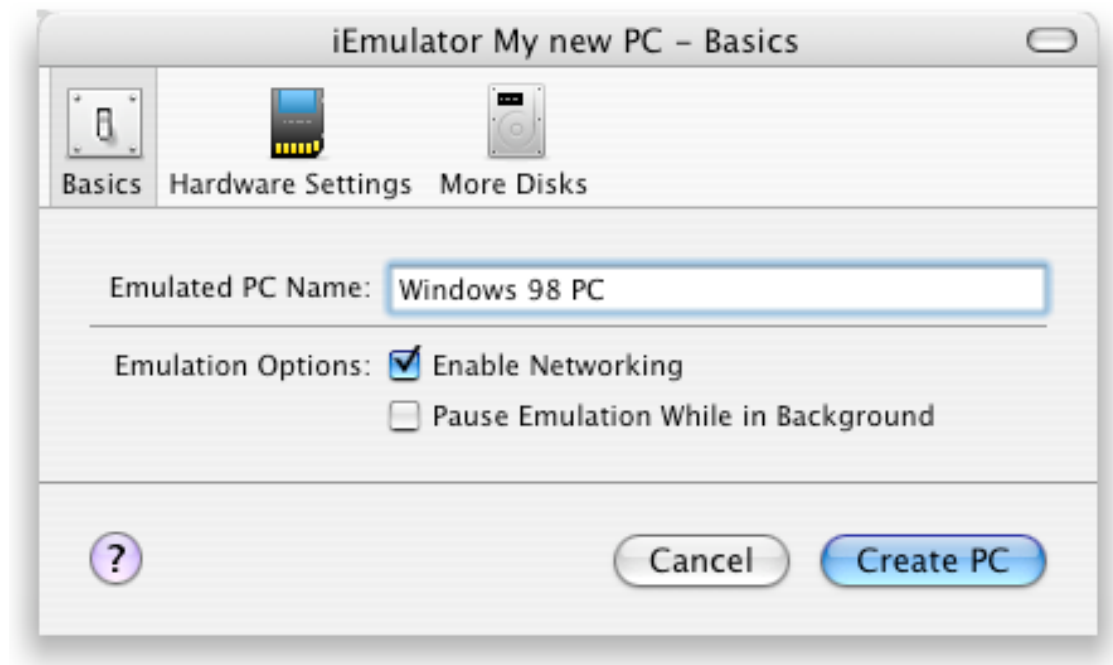 iEmulator My new PC – Basics
Basics Hardware Settings More Disks
Emulated PC Name: Windows 98 PC
Emulation Options: Enable Networking
Pause Emulation While in Background
? Cancel Create PC